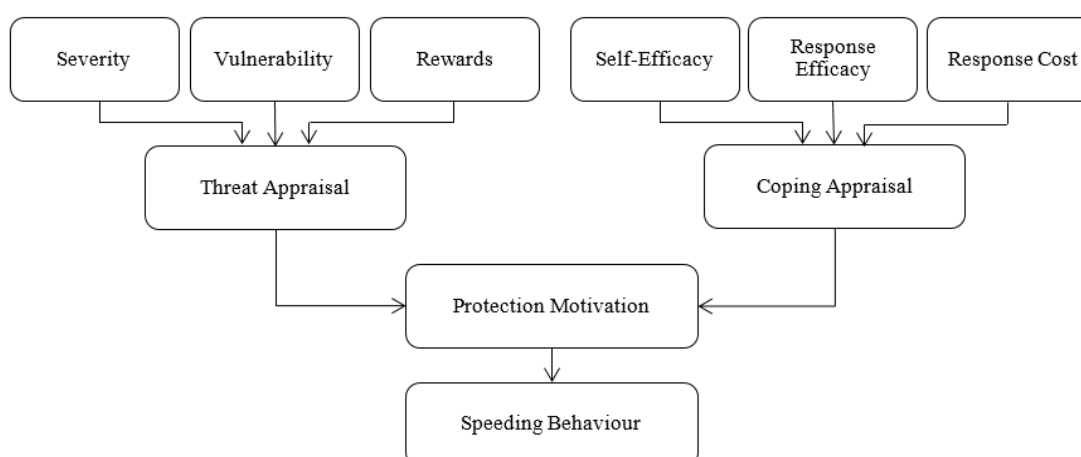 Severity
Vulnerability
Rewards
Self-Efficacy
Response
Efficacy
Response Cost
Threat Appraisal
Coping Appraisal
Protection Motivation
Speeding Behaviour